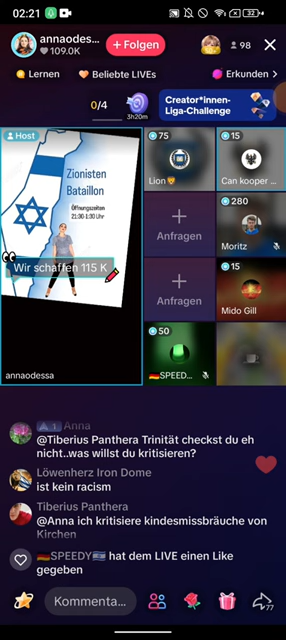 02:21
32
annaodes...
109.0K
+ Folgen
98
Lernen
Beliebte LIVEs
Erkunden
0/4
3h20m
Creator*innen-
Liga-Challenge
Host
Zionisten
Bataillon
Öffnungszeiten
21:00-1:00 Uhr
Wir schaffen 115 K
annaodessa
75
Lion
15
Can kooper ...
Anfragen
280
Moritz
Anfragen
15
Mido Gill
50
SPEED...
1 Anna
@Tiberius Panthera Trinität checkst du eh
nicht..was willst du kritisieren?
Löwenherz Iron Dome
ist kein racism
Tiberius Panthera
@Anna ich kritisiere kindesmissbräuche von
Kirchen
SPEEDY hat dem LIVE einen Like
gegeben
Kommenta...
77